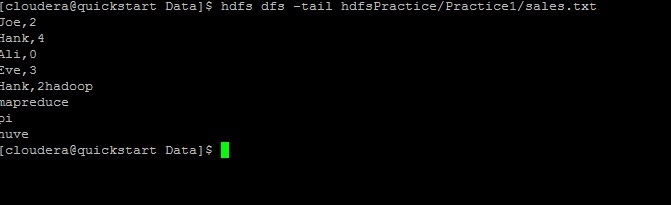 [cloudera@quickstart Data]$ hdfs dfs -tail hdfsPractice/Practice1/sales.txt
Joe,2
Hank,4
Ali,0
Eve,3
Hank,2hadoop
mapreduce
pi
huve
[cloudera@quickstart Data]$